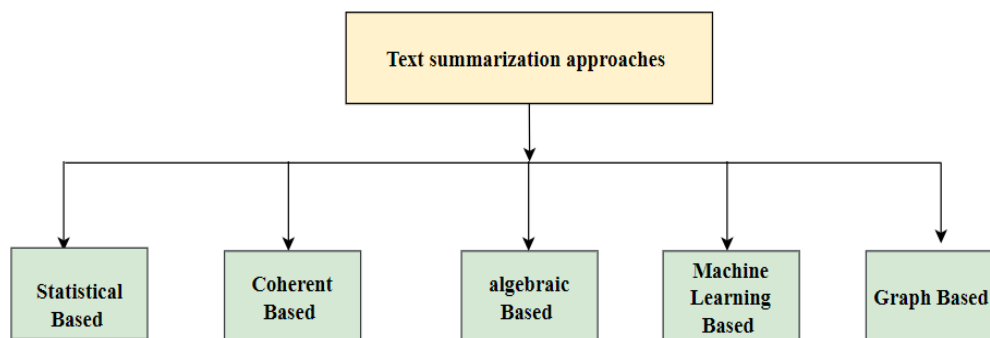 Text summarization approaches
Statistical
Based
Coherent
Based
algebraic
Based
Machine
Learning
Based
Graph Based